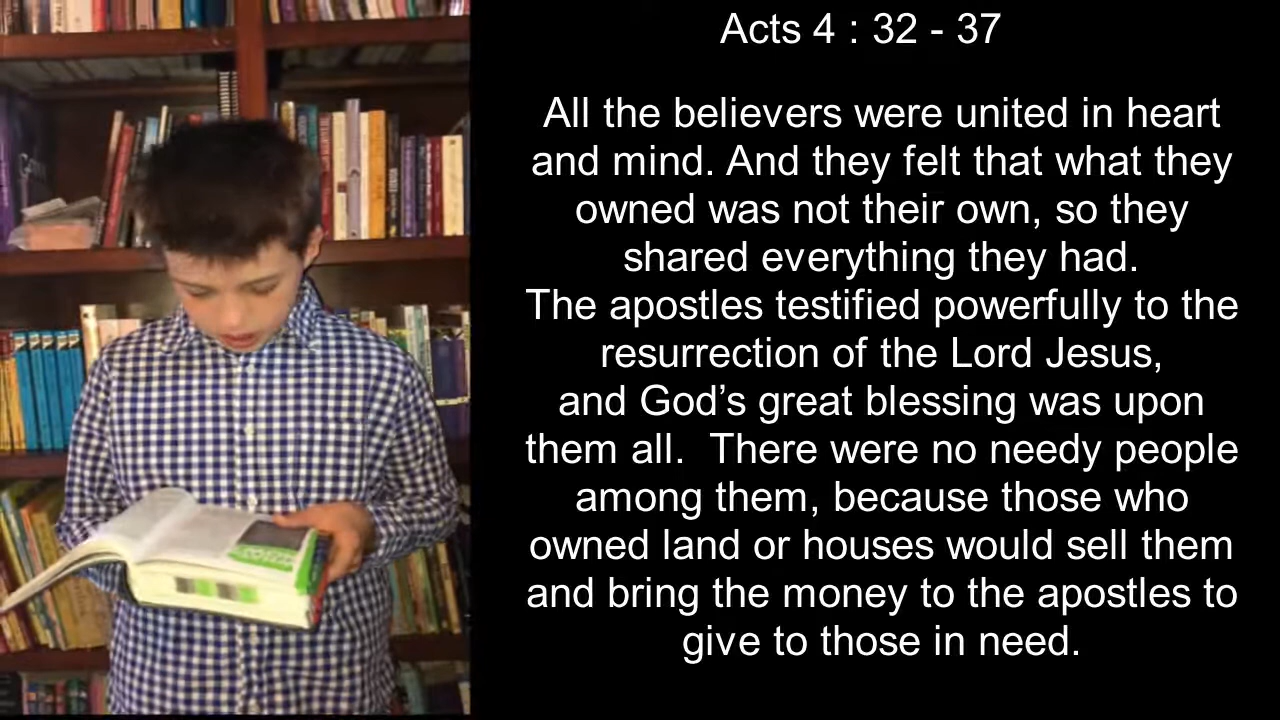 Acts 4 : 32 - 37
All the believers were united in heart
and mind. And they felt that what they
owned was not their own, so they
shared everything they had.
The apostles testified powerfully to the
resurrection of the Lord Jesus,
and God’s great blessing was upon
them all.  There were no needy people
among them, because those who
owned land or houses would sell them
and bring the money to the apostles to
give to those in need.